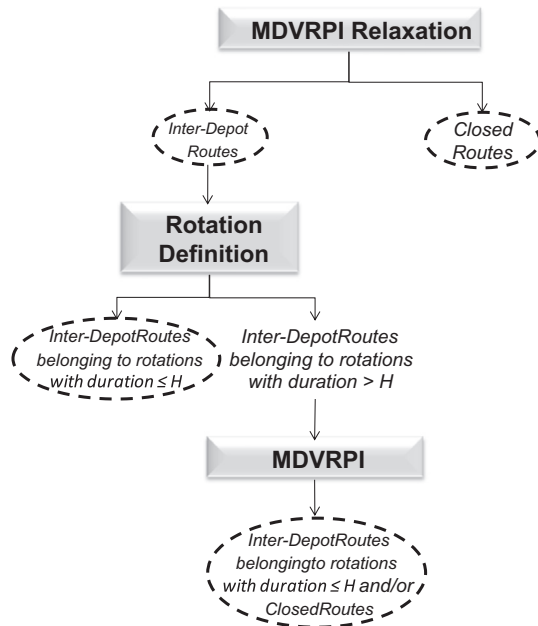 MDVRPI Relaxation
Inter-Depot
Routes
Closed
Routes
Rotation
Definition
Inter-DepotRoutes
belonging to rotations
with duration ≤ H
Inter-DepotRoutes
belonging to rotations
with duration > H
MDVRPI
Inter-DepotRoutes
belongingto rotations
with duration ≤ H and/or
ClosedRoutes